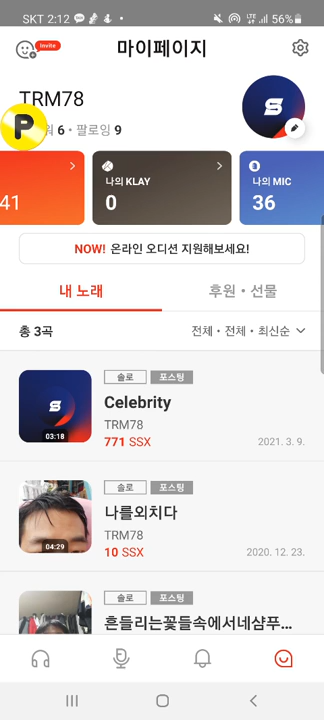 SKT 2:12 LTE 56%
Invite
마이페이지
TRM78
P
워 6 • 팔로잉 9
나의 KLAY
나의 MIC
41
0
36
NOW! 온라인 오디션 지원해보세요!
내 노래
후원 • 선물
총 3곡
전체 • 전체 • 최신순
솔로 포스팅
Celebrity
TRM78
03:18
771 SSX
2021. 3. 9.
솔로 포스팅
나를외치다
TRM78
04:29
10 SSX
2020. 12. 23.
솔로 포스팅
흔들리는꽃들속에서네샴푸...